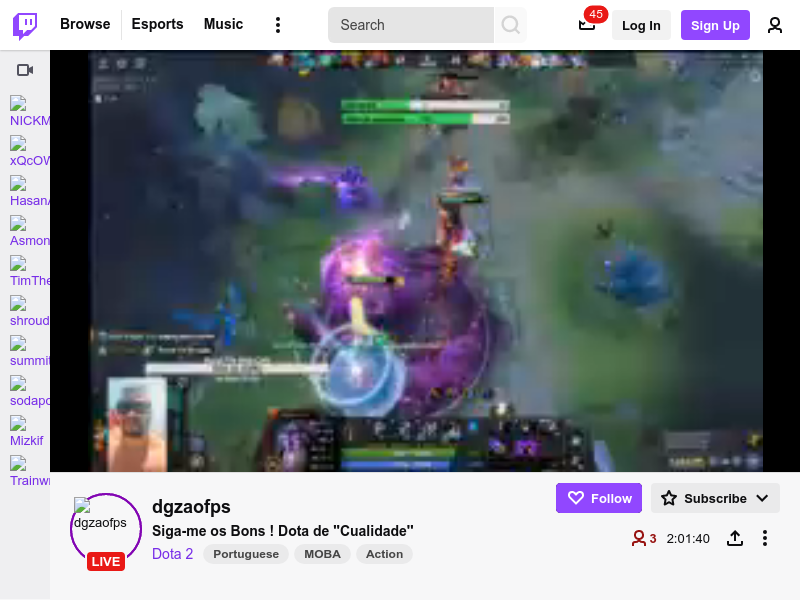 Browse
Esports
Music
Search
45
Log In
Sign Up
NICKM
xQcOW
HasanA
Asmon
TimThe
shroud
summit
sodapo
Mizkif
Trainw
dgzaofps
LIVE
dgzaofps
Siga-me os Bons ! Dota de "Cualidade"
Dota 2
Portuguese
MOBA
Action
Follow
Subscribe
3
2:01:40